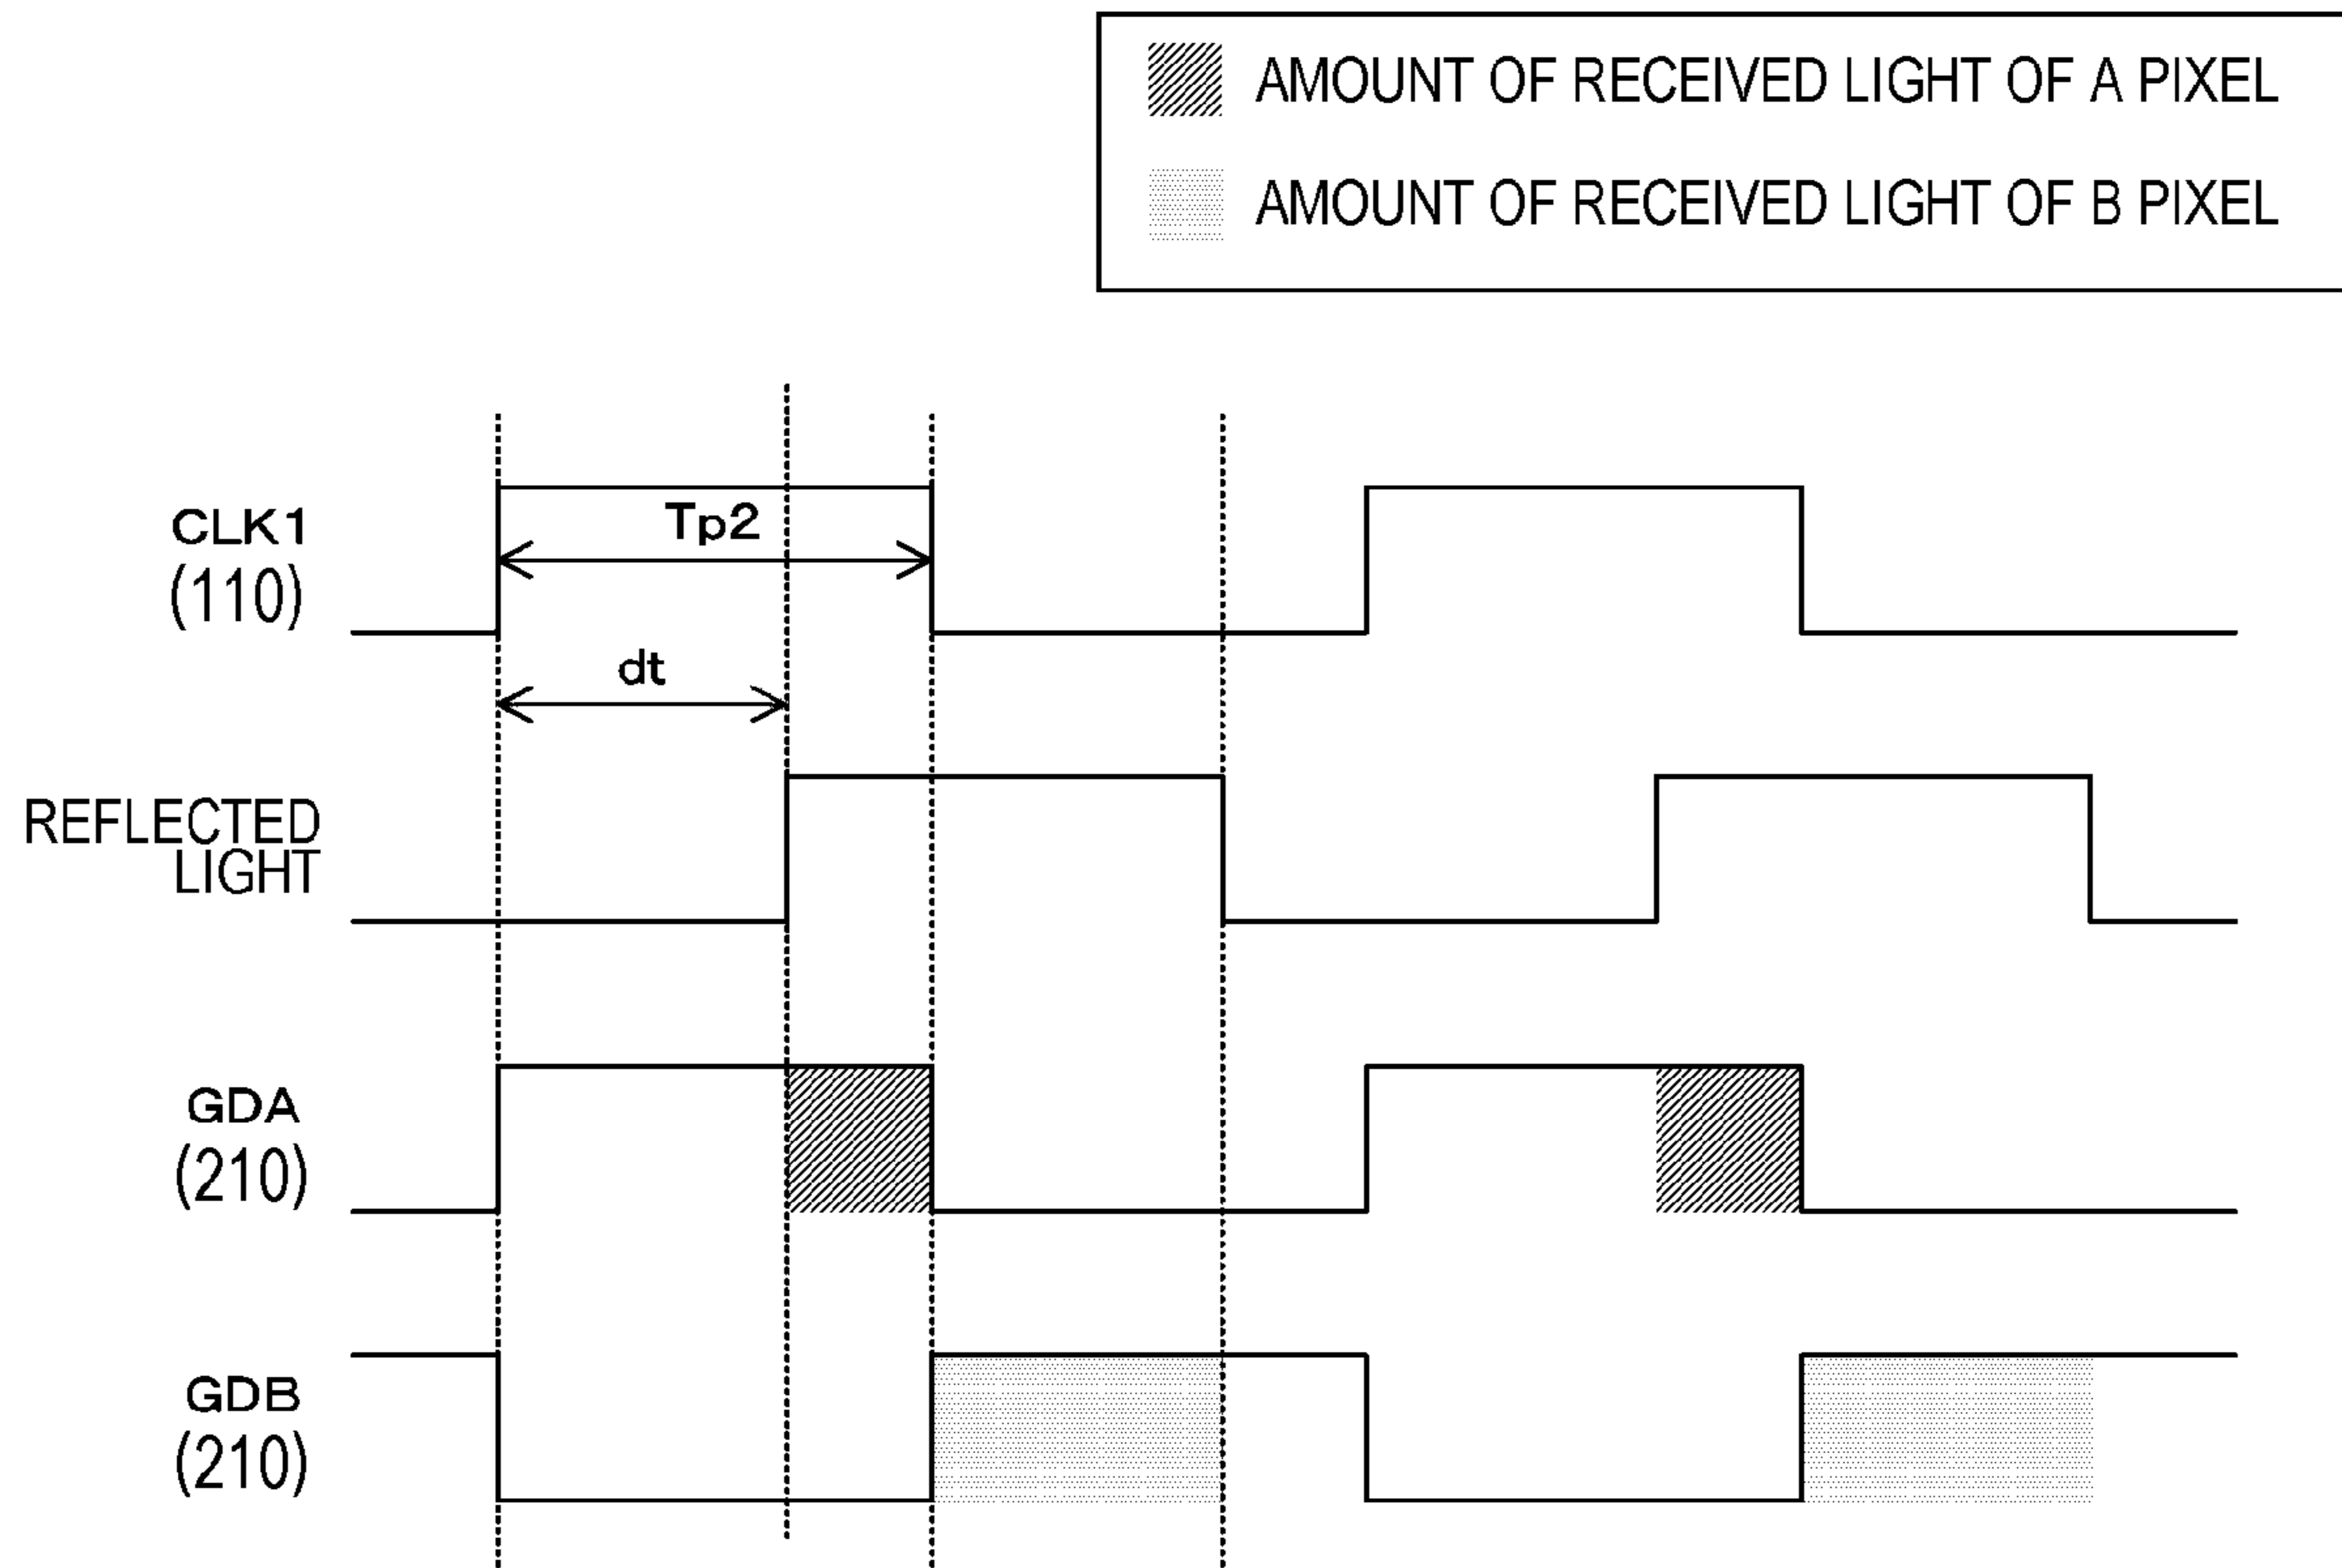 AMOUNT OF RECEIVED LIGHT OF A PIXEL
AMOUNT OF RECEIVED LIGHT OF B PIXEL
CLK1
(110)
Tp2
dt
REFLECTED
LIGHT
GDA
(210)
GDB
(210)